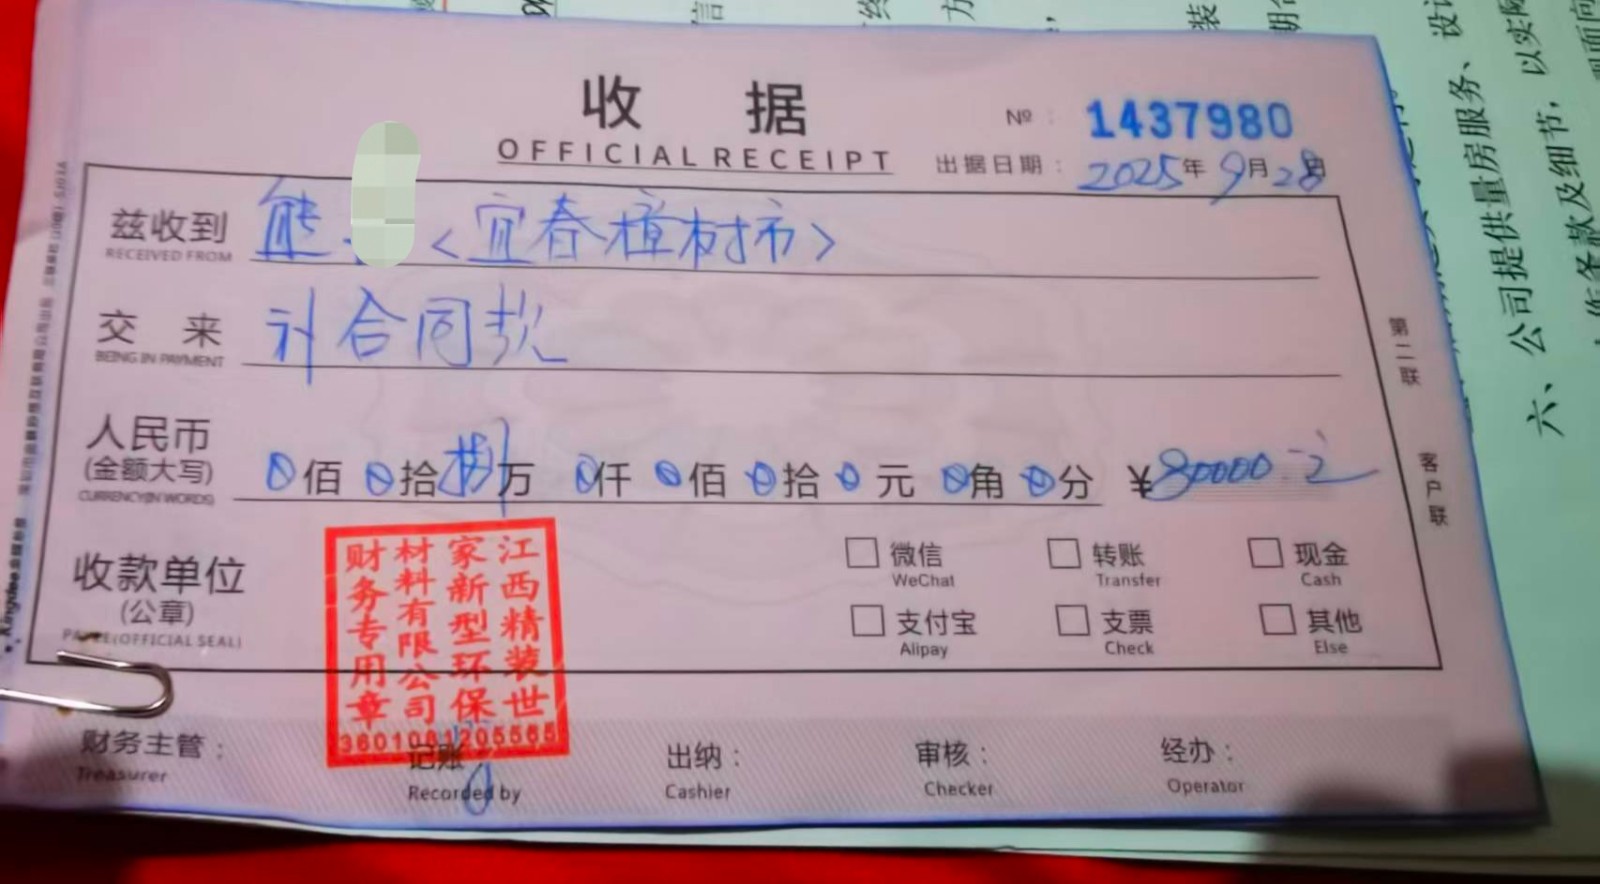 收 据
OFFICIAL RECEIPT
№: 1437980
出据日期: 2025年9月28日
兹收到 熊 <宜春樟树市>
RECEIVED FROM
交 来 补合同款
BEING IN PAYMENT
人民币 0佰0拾捌万0仟0佰0拾0元0角0分 ¥80000
(金额大写)
CURRENCY(IN WORDS)
收款单位
(公章)
PAYEE(OFFICIAL SEAL)
江西精装世
家新型环保
材料有限公司
财务专用章
3601081205565
微信 转账 现金
WeChat Transfer Cash
支付宝 支票 其他
Alipay Check Else
财务主管: 记账: 出纳: 审核: 经办:
Treasurer Recorded by Cashier Checker Operator
第二联
客户联
Kingdee
公司提供量房服务、设
六、
条款及细节,以实际